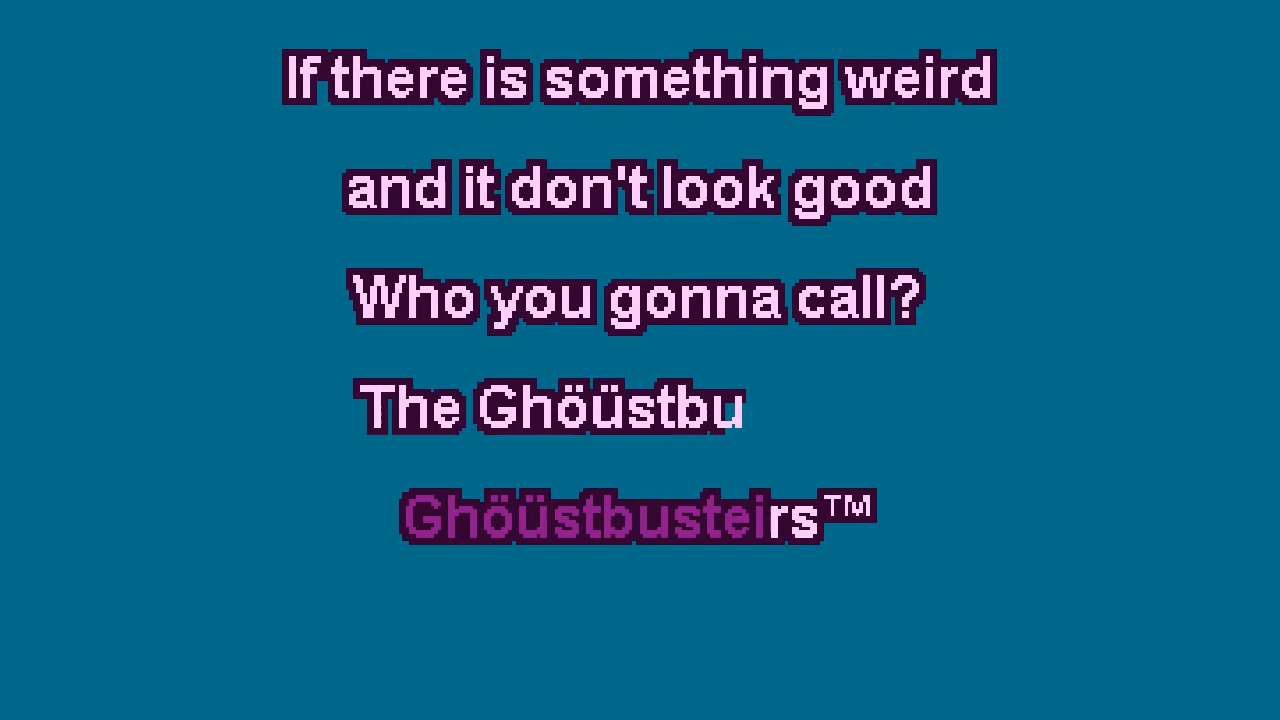 If there is something weird
and it don't look good
Who you gonna call?
The Ghöüstbu
Ghöüstbusteirs™